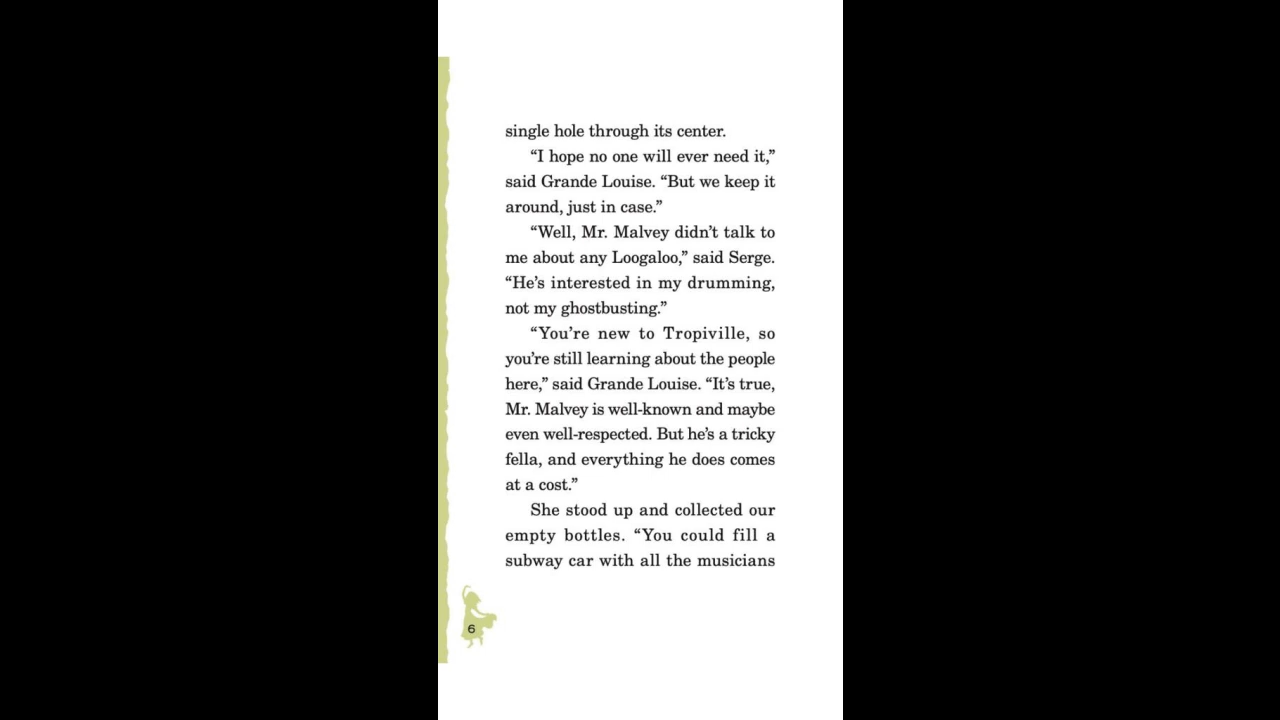 single hole through its center.
“I hope no one will ever need it,”
said Grande Louise. “But we keep it
around, just in case.”
“Well, Mr. Malvey didn’t talk to
me about any Loogaloo,” said Serge.
“He’s interested in my drumming,
not my ghostbusting.”
“You’re new to Tropiville, so
you’re still learning about the people
here,” said Grande Louise. “It’s true,
Mr. Malvey is well-known and maybe
even well-respected. But he’s a tricky
fella, and everything he does comes
at a cost.”
She stood up and collected our
empty bottles. “You could fill a
subway car with all the musicians
6